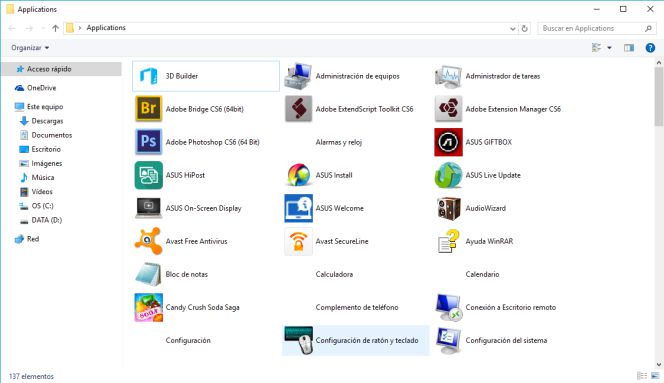 Applications
Applications
Buscar en Applications
Organizar
Acceso rápido
OneDrive
Este equipo
Descargas
Documentos
Escritorio
Imágenes
Música
Vídeos
OS (C:)
DATA (D:)
Red
3D Builder
Administración de equipos
Administrador de tareas
Br
Adobe Bridge CS6 (64bit)
Adobe ExtendScript Toolkit CS6
Adobe Extension Manager CS6
Ps
Adobe Photoshop CS6 (64 Bit)
Alarmas y reloj
ASUS GIFTBOX
ASUS HiPost
ASUS Install
ASUS Live Update
ASUS On-Screen Display
ASUS Welcome
AudioWizard
Avast Free Antivirus
Avast SecureLine
Ayuda WinRAR
Bloc de notas
Calculadora
Calendario
Candy Crush Soda Saga
Complemento de teléfono
Conexión a Escritorio remoto
Configuración
Configuración de ratón y teclado
Configuración del sistema
137 elementos